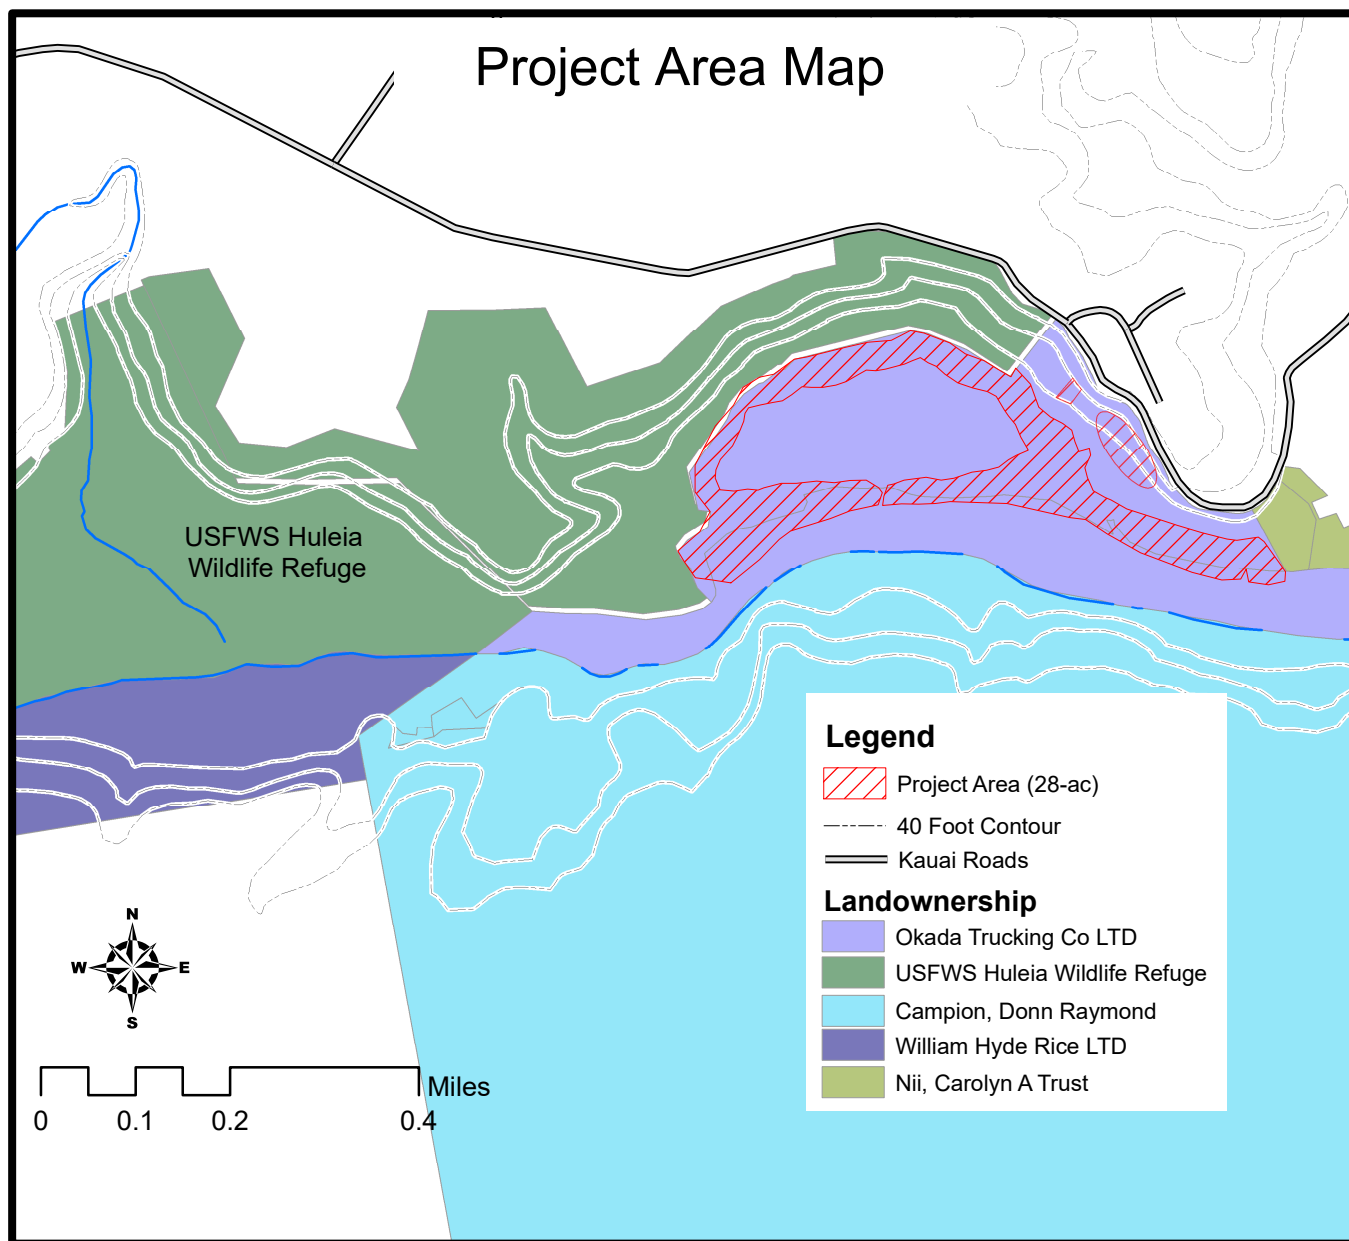 Project Area Map
USFWS Huleia
Wildlife Refuge
Legend
Project Area (28-ac)
40 Foot Contour
Kauai Roads
Landownership
Okada Trucking Co LTD
USFWS Huleia Wildlife Refuge
Campion, Donn Raymond
William Hyde Rice LTD
Nii, Carolyn A Trust
N
W E
S
Miles
0 0.1 0.2 0.4